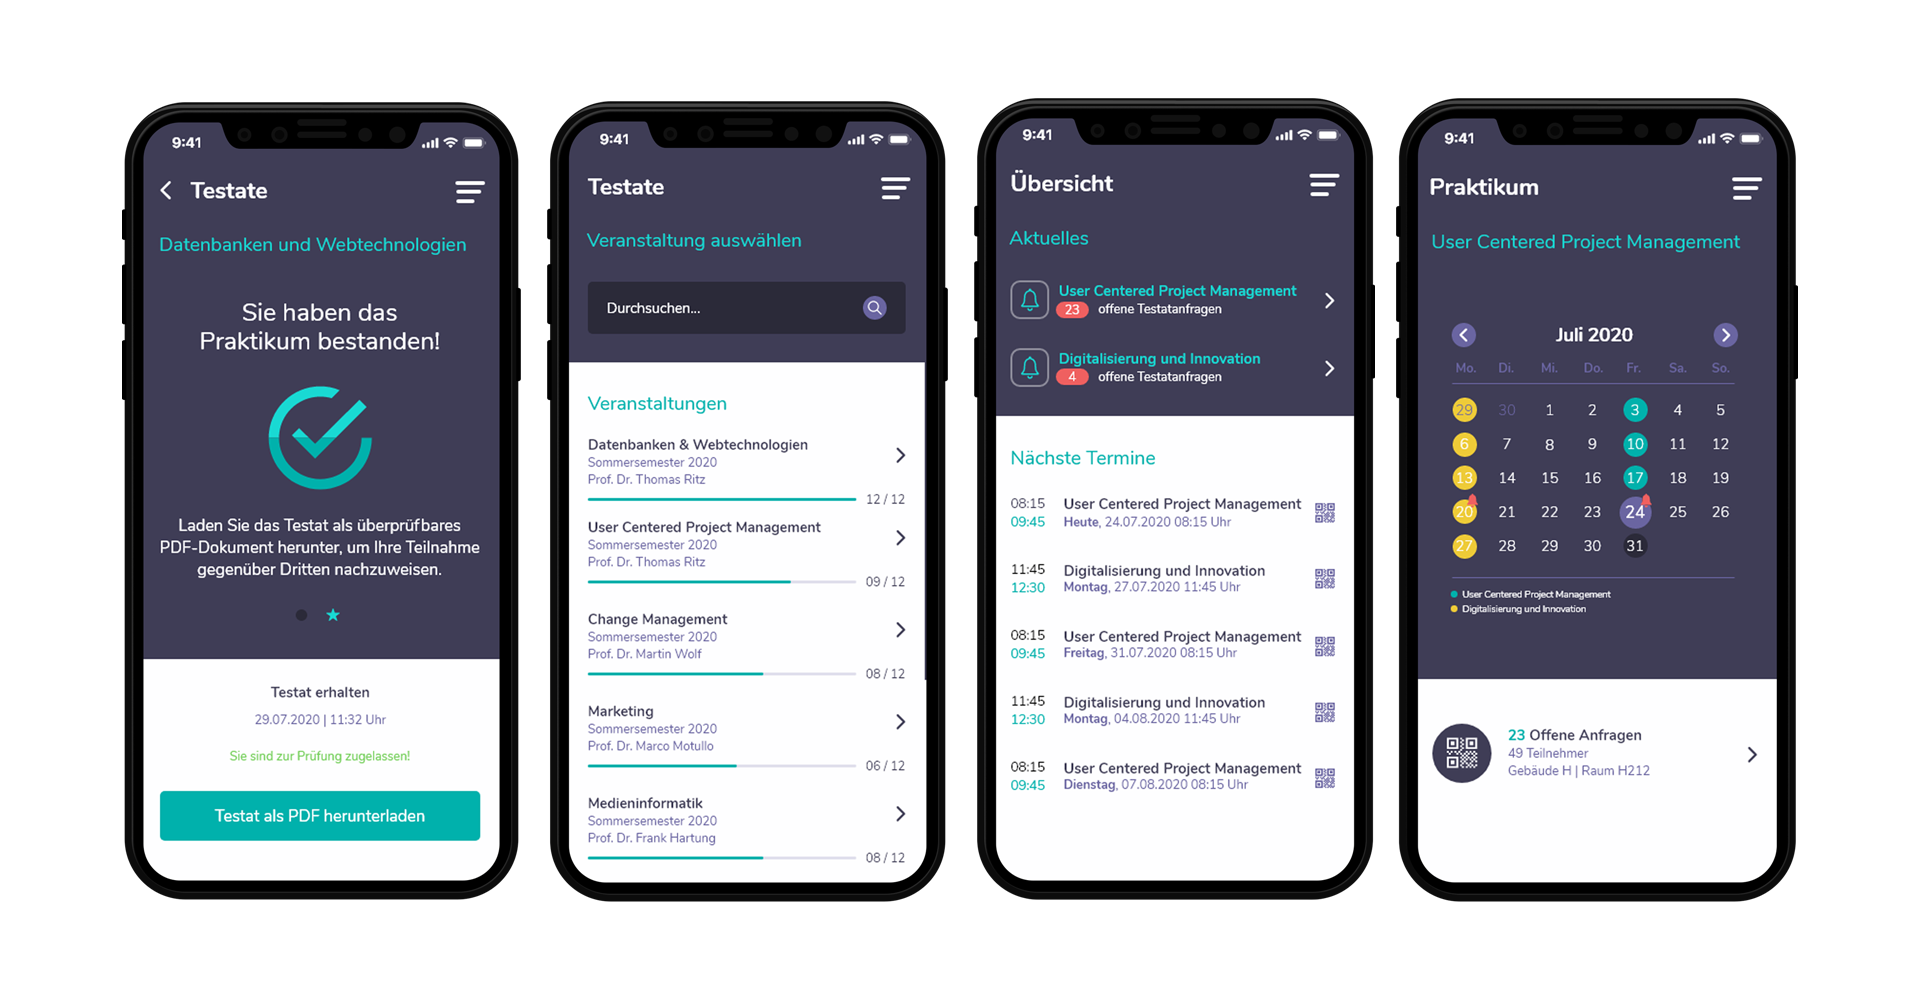 9:41
Testate
Datenbanken und Webtechnologien
Sie haben das
Praktikum bestanden!
Laden Sie das Testat als überprüfbares
PDF-Dokument herunter, um Ihre Teilnahme
gegenüber Dritten nachzuweisen.
Testat erhalten
29.07.2020 | 11:32 Uhr
Sie sind zur Prüfung zugelassen!
Testat als PDF herunterladen
9:41
Testate
Veranstaltung auswählen
Durchsuchen...
Veranstaltungen
Datenbanken & Webtechnologien
Sommersemester 2020
Prof. Dr. Thomas Ritz
12 / 12
User Centered Project Management
Sommersemester 2020
Prof. Dr. Thomas Ritz
09 / 12
Change Management
Sommersemester 2020
Prof. Dr. Martin Wolf
08 / 12
Marketing
Sommersemester 2020
Prof. Dr. Marco Motullo
06 / 12
Medieninformatik
Sommersemester 2020
Prof. Dr. Frank Hartung
08 / 12
9:41
Übersicht
Aktuelles
User Centered Project Management
23 offene Testatanfragen
Digitalisierung und Innovation
4 offene Testatanfragen
Nächste Termine
08:15 User Centered Project Management
09:45 Heute, 24.07.2020 08:15 Uhr
11:45 Digitalisierung und Innovation
12:30 Montag, 27.07.2020 11:45 Uhr
08:15 User Centered Project Management
09:45 Freitag, 31.07.2020 08:15 Uhr
11:45 Digitalisierung und Innovation
12:30 Montag, 04.08.2020 11:45 Uhr
08:15 User Centered Project Management
09:45 Dienstag, 07.08.2020 08:15 Uhr
9:41
Praktikum
User Centered Project Management
Juli 2020
Mo. Di. Mi. Do. Fr. Sa. So.
29 30 1 2 3 4 5
6 7 8 9 10 11 12
13 14 15 16 17 18 19
20 21 22 23 24 25 26
27 28 29 30 31
User Centered Project Management
Digitalisierung und Innovation
23 Offene Anfragen
49 Teilnehmer
Gebäude H | Raum H212